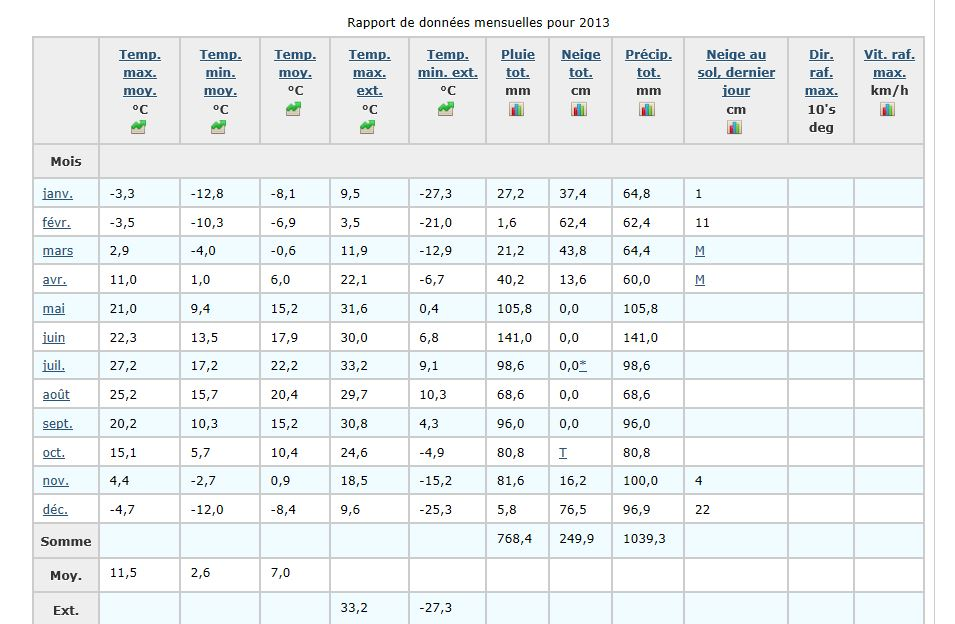 Rapport de données mensuelles pour 2013
Temp. max. moy. °C Temp. min. moy. °C Temp. moy. °C Temp. max. ext. °C Temp. min. ext. °C Pluie tot. mm Neige tot. cm Précip. tot. mm Neige au sol, dernier jour cm Dir. raf. max. 10's deg Vit. raf. max. km/h
Mois
janv. -3,3 -12,8 -8,1 9,5 -27,3 27,2 37,4 64,8 1
févr. -3,5 -10,3 -6,9 3,5 -21,0 1,6 62,4 62,4 11
mars 2,9 -4,0 -0,6 11,9 -12,9 21,2 43,8 64,4 M
avr. 11,0 1,0 6,0 22,1 -6,7 40,2 13,6 60,0 M
mai 21,0 9,4 15,2 31,6 0,4 105,8 0,0 105,8
juin 22,3 13,5 17,9 30,0 6,8 141,0 0,0 141,0
juil. 27,2 17,2 22,2 33,2 9,1 98,6 0,0* 98,6
août 25,2 15,7 20,4 29,7 10,3 68,6 0,0 68,6
sept. 20,2 10,3 15,2 30,8 4,3 96,0 0,0 96,0
oct. 15,1 5,7 10,4 24,6 -4,9 80,8 T 80,8
nov. 4,4 -2,7 0,9 18,5 -15,2 81,6 16,2 100,0 4
déc. -4,7 -12,0 -8,4 9,6 -25,3 5,8 76,5 96,9 22
Somme 768,4 249,9 1039,3
Moy. 11,5 2,6 7,0
Ext. 33,2 -27,3